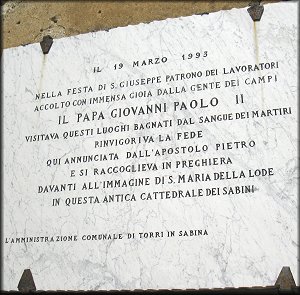 IL 19 MARZO 1993
NELLA FESTA DI S. GIUSEPPE PATRONO DEI LAVORATORI
ACCOLTO CON IMMENSA GIOIA DALLA GENTE DEI CAMPI
IL PAPA GIOVANNI PAOLO II
VISITAVA QUESTI LUOGHI BAGNATI DAL SANGUE DEI MARTIRI
RINVIGORIVA LA FEDE
QUI ANNUNCIATA DALL'APOSTOLO PIETRO
E SI RACCOGLIEVA IN PREGHIERA
DAVANTI ALL'IMMAGINE DI S. MARIA DELLA LODE
IN QUESTA ANTICA CATTEDRALE DEI SABINI
L'AMMINISTRAZIONE COMUNALE DI TORRI IN SABINA